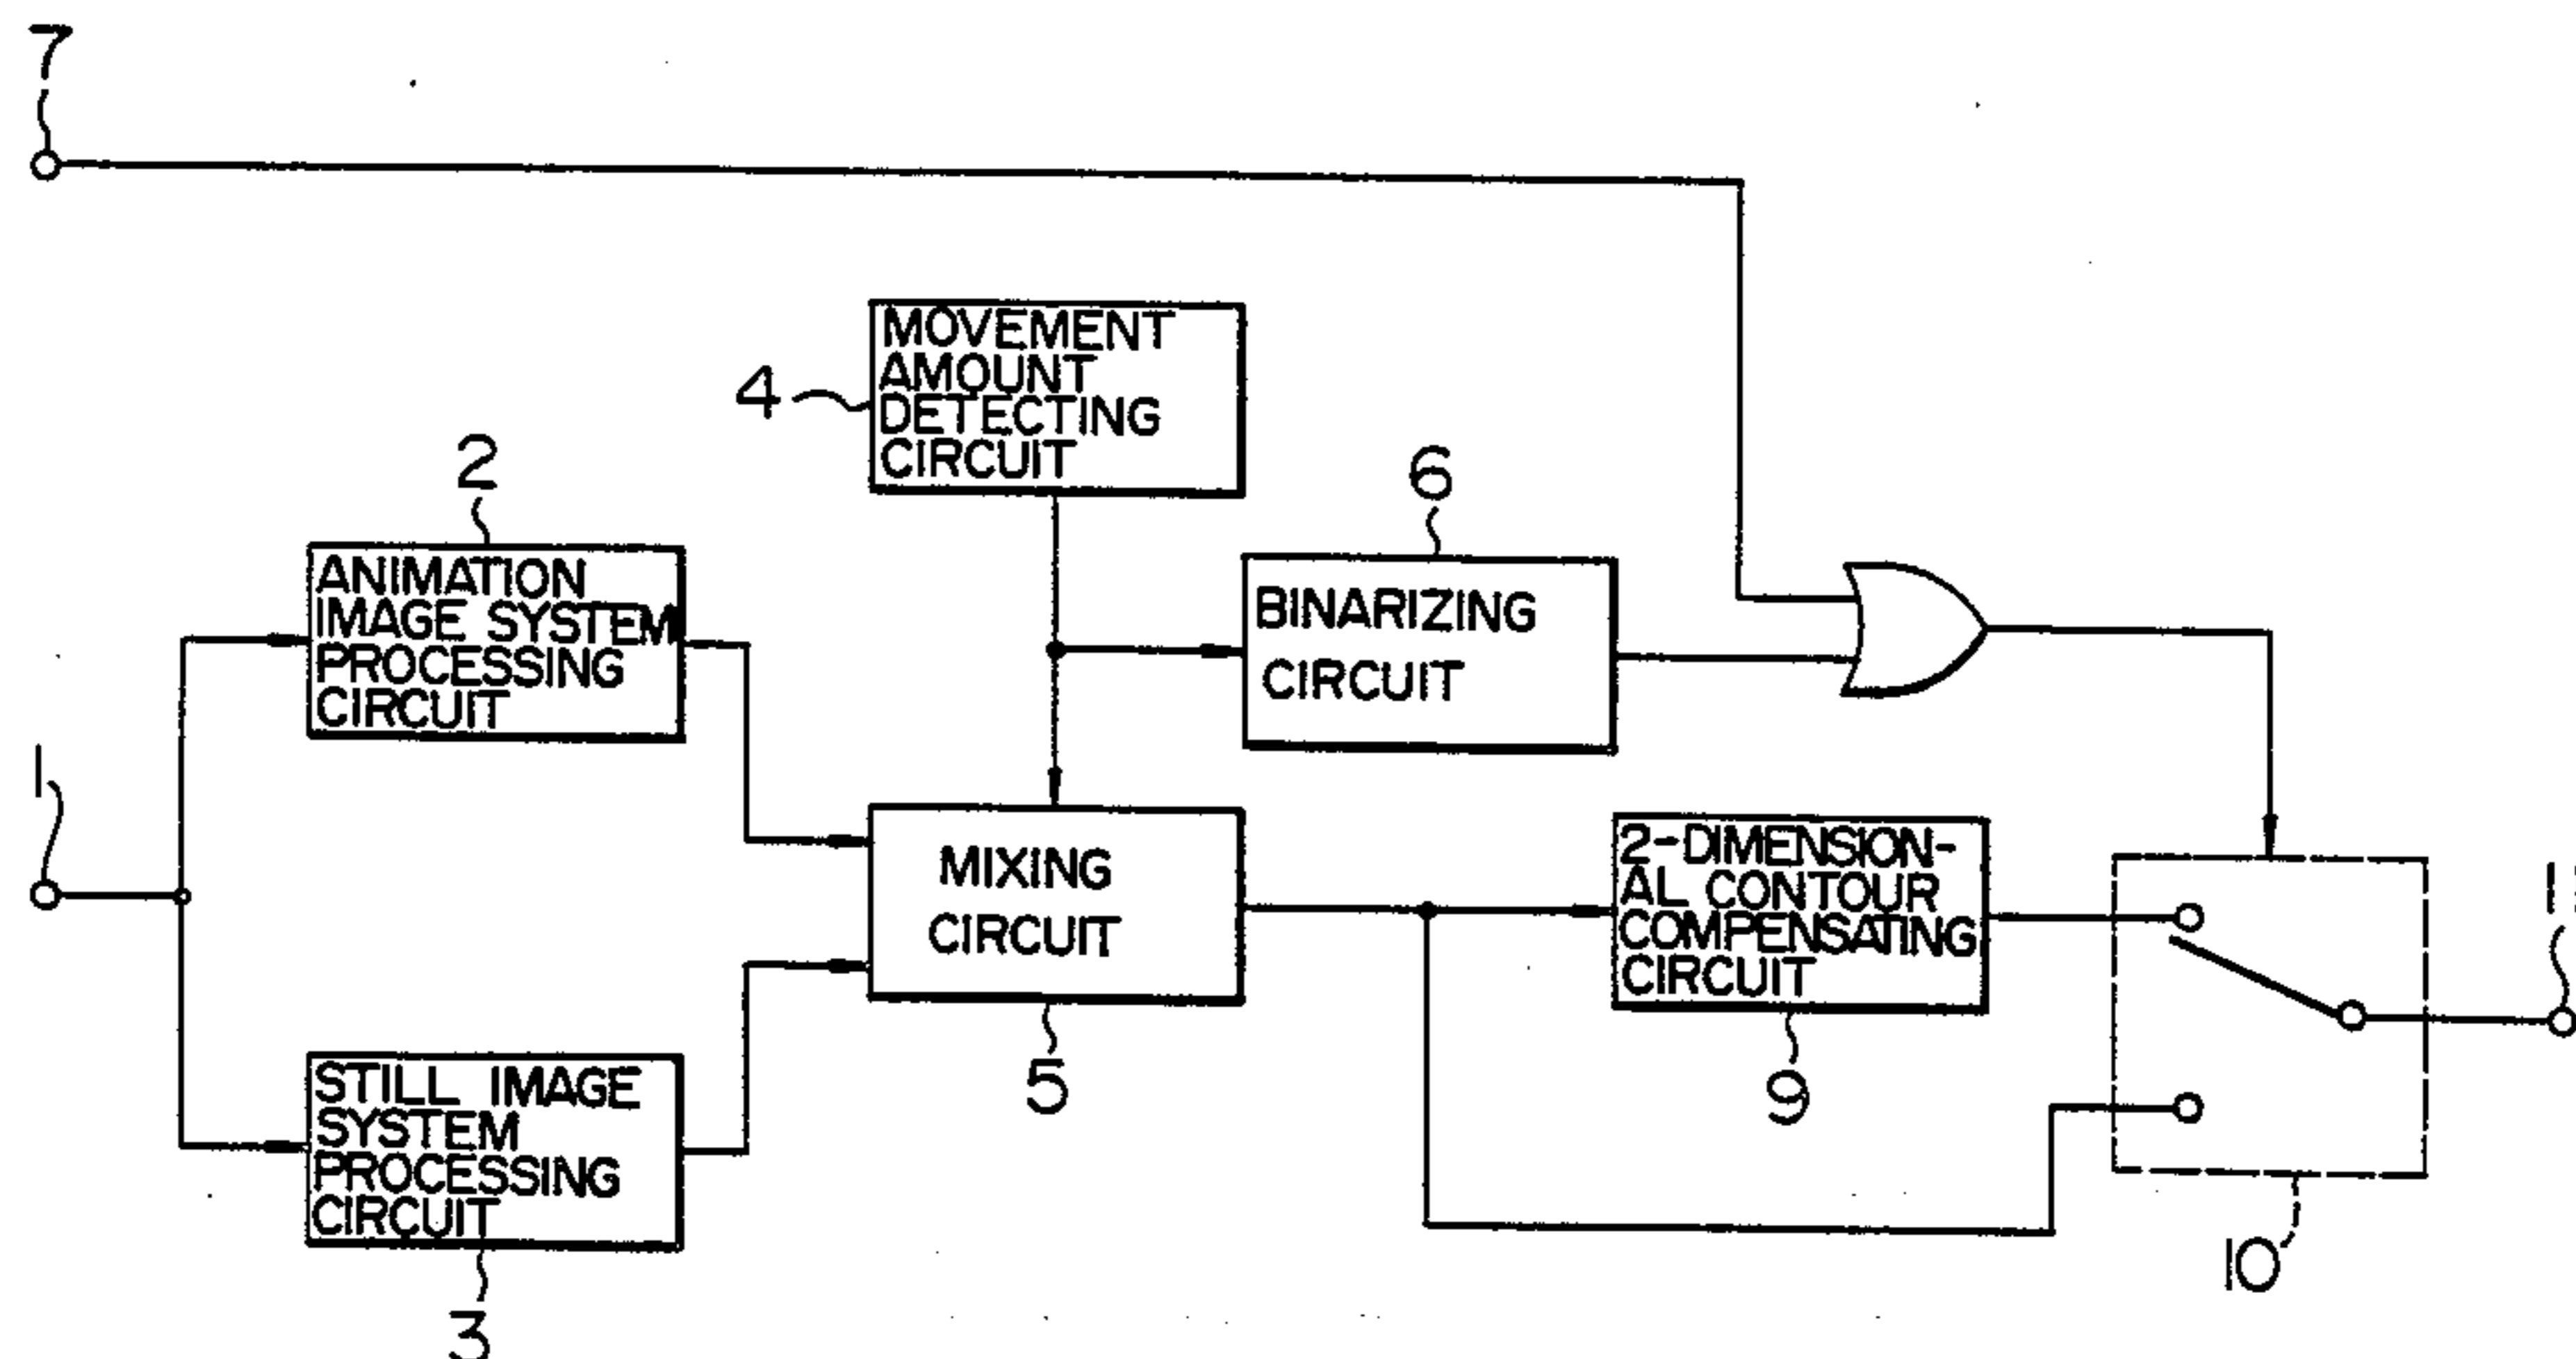 7
MOVEMENT
AMOUNT
DETECTING
CIRCUIT
4
2
ANIMATION
IMAGE SYSTEM
PROCESSING
CIRCUIT
6
BINARIZING
CIRCUIT
1
MIXING
CIRCUIT
5
2-DIMENSION-
AL CONTOUR
COMPENSATING
CIRCUIT
9
STILL IMAGE
SYSTEM
PROCESSING
CIRCUIT
3
10